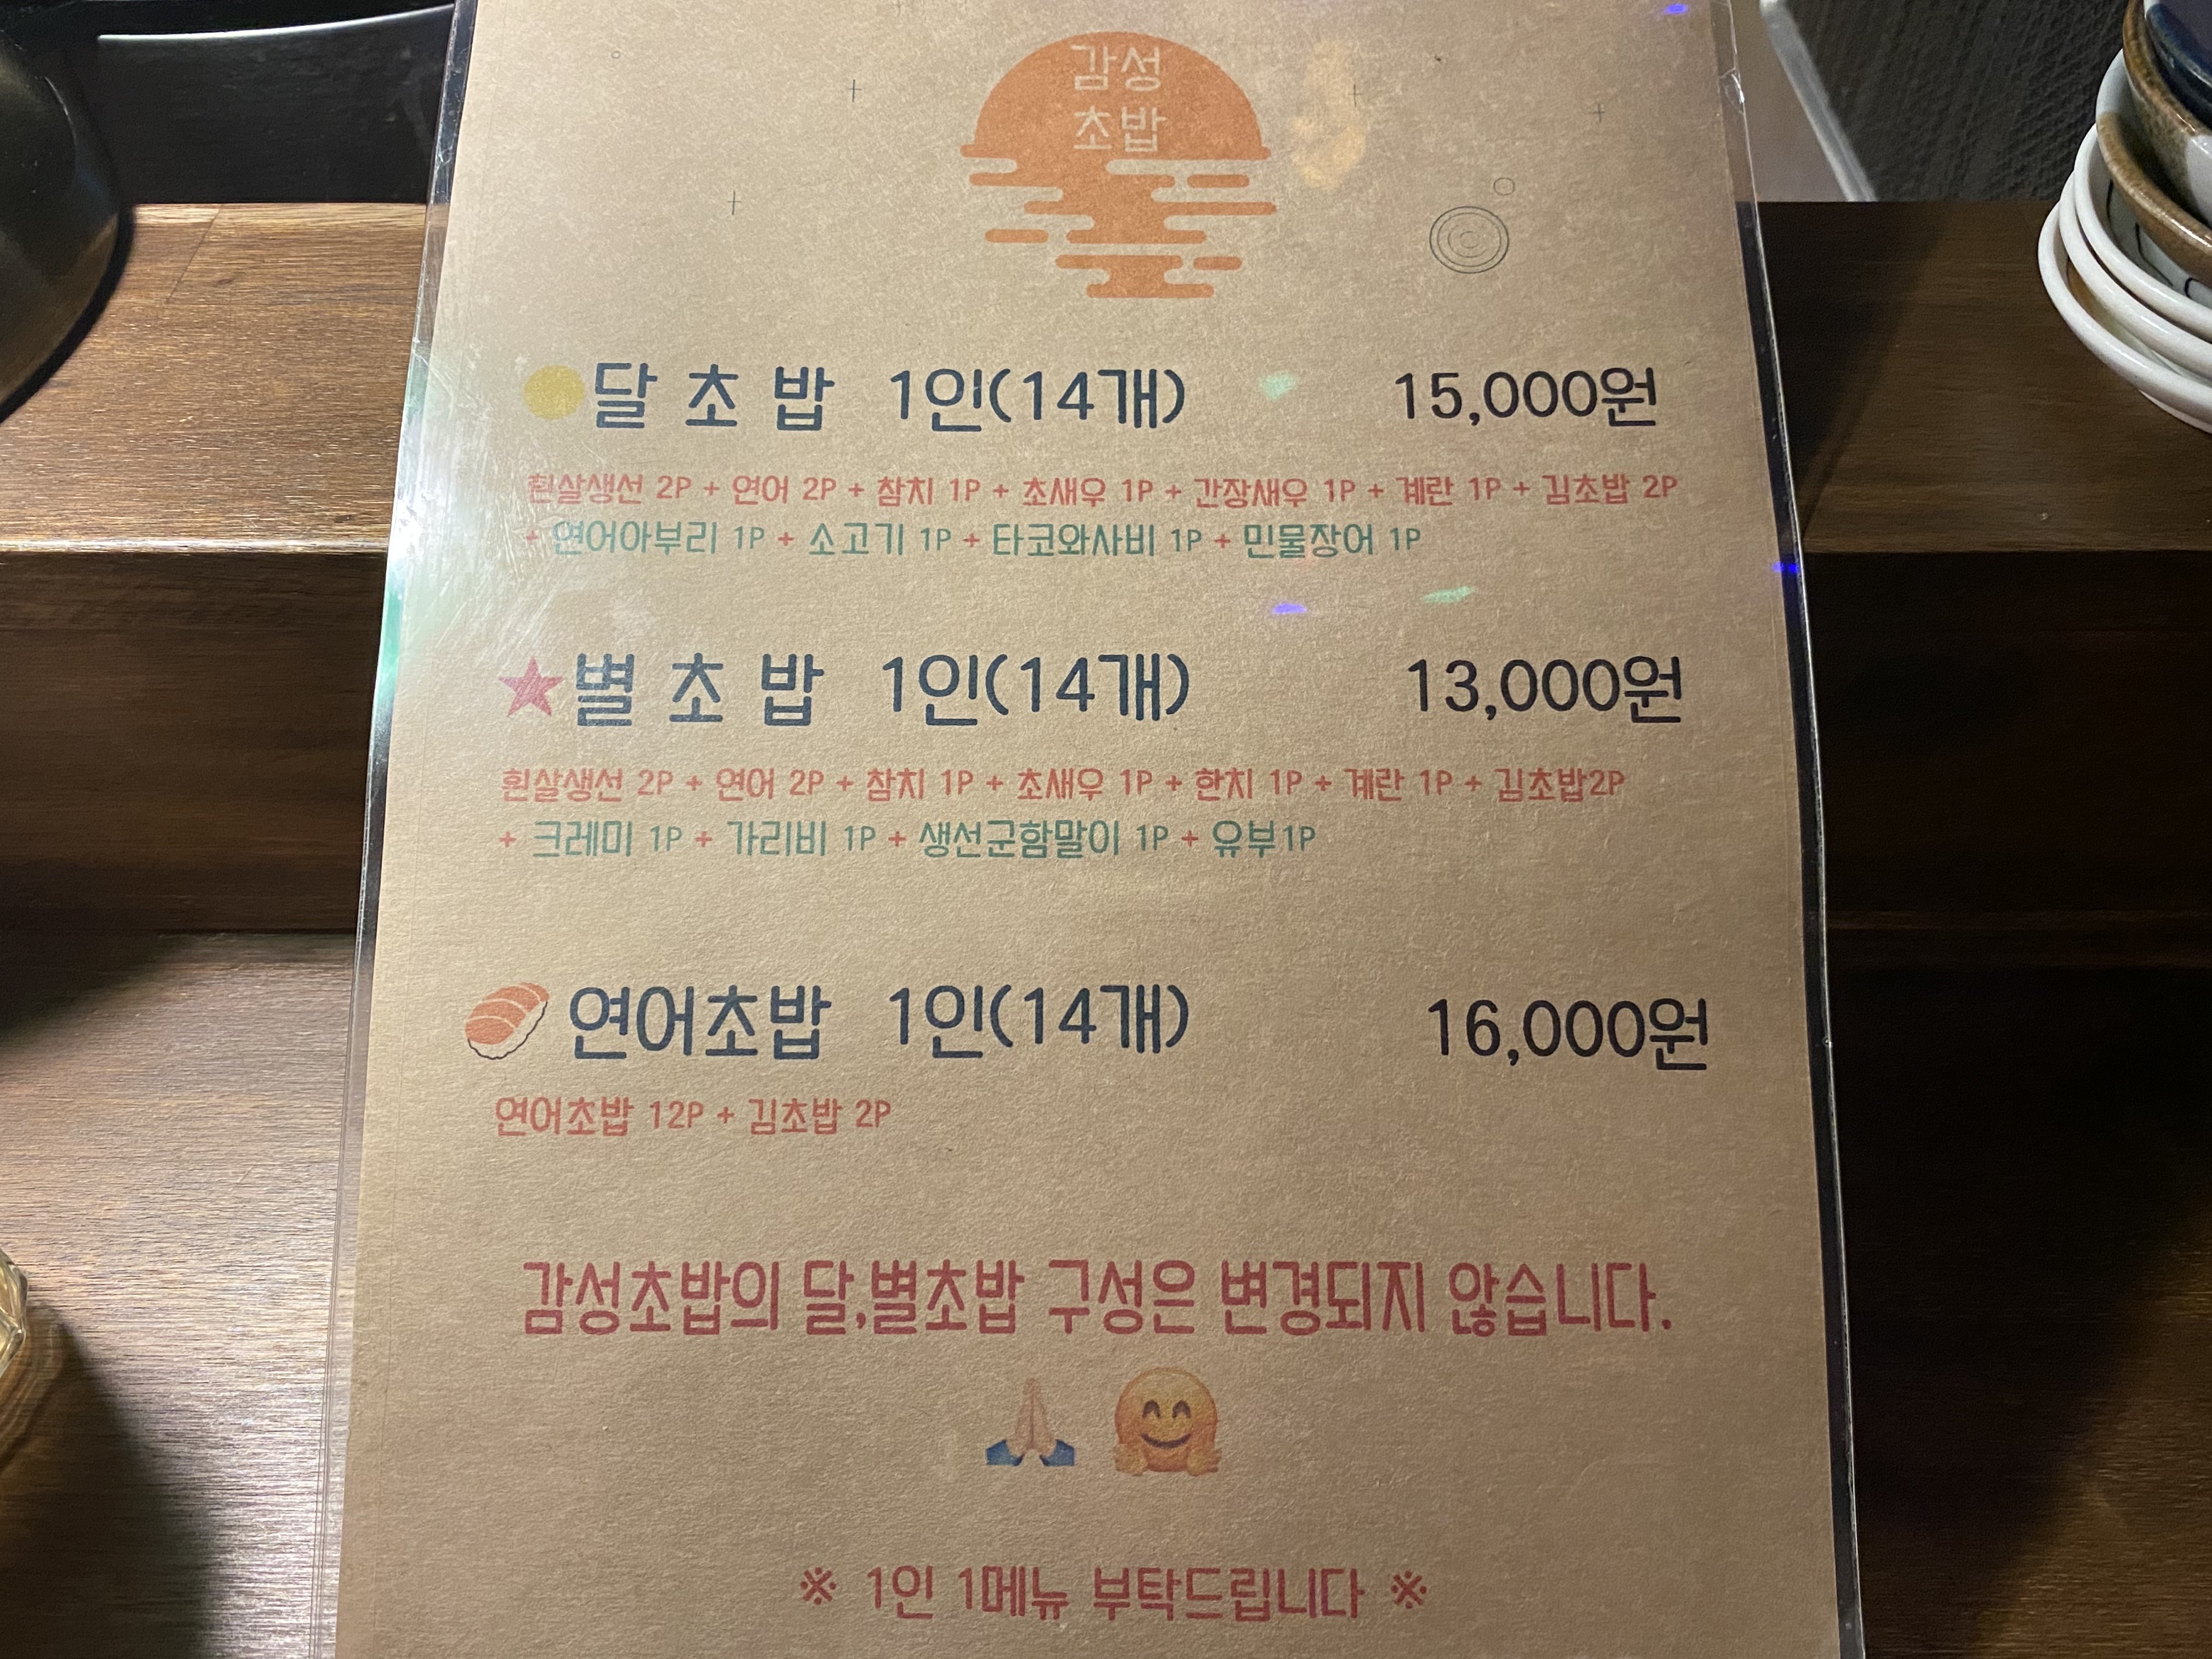 감성
초밥
달 초 밥 1인(14개) 15,000원
흰살생선 2P + 연어 2P + 참치 1P + 초새우 1P + 간장새우 1P + 계란 1P + 김초밥 2P
+ 연어아부리 1P + 소고기 1P + 타코와사비 1P + 민물장어 1P
★별 초 밥 1인(14개) 13,000원
흰살생선 2P + 연어 2P + 참치 1P + 초새우 1P + 한치 1P + 계란 1P + 김초밥2P
+ 크레미 1P + 가리비 1P + 생선군함말이 1P + 유부1P
연어초밥 1인(14개) 16,000원
연어초밥 12P + 김초밥 2P
감성초밥의 달,별초밥 구성은 변경되지 않습니다.
※ 1인 1메뉴 부탁드립니다 ※